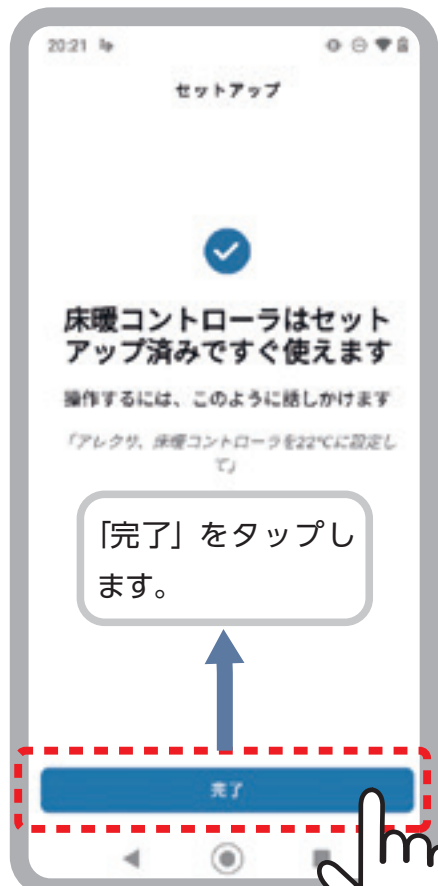 20:21
セットアップ
床暖コントローラはセット
アップ済みですぐ使えます
操作するには、このように話しかけます
「アレクサ、床暖コントローラを22℃に設定し
て」
「完了」をタップし
ます。
完了